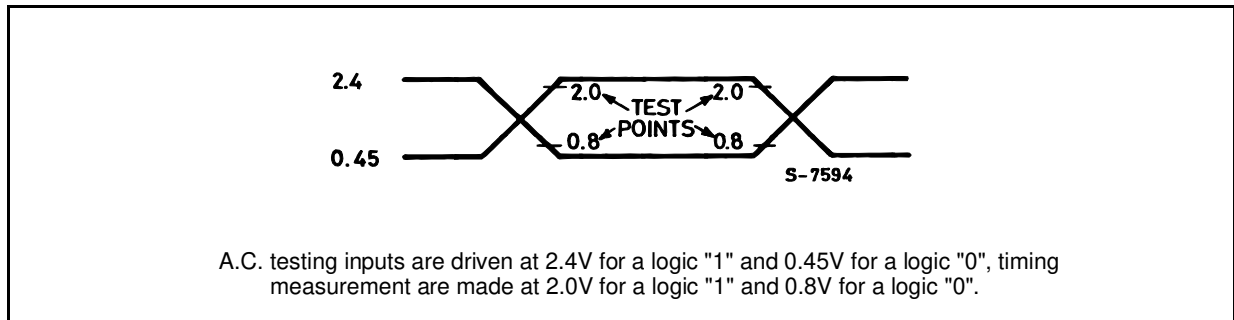 2.4
2.0 TEST 2.0
POINTS
0.8 0.8
0.45
S-7594
A.C. testing inputs are driven at 2.4V for a logic "1" and 0.45V for a logic "0", timing
measurement are made at 2.0V for a logic "1" and 0.8V for a logic "0".